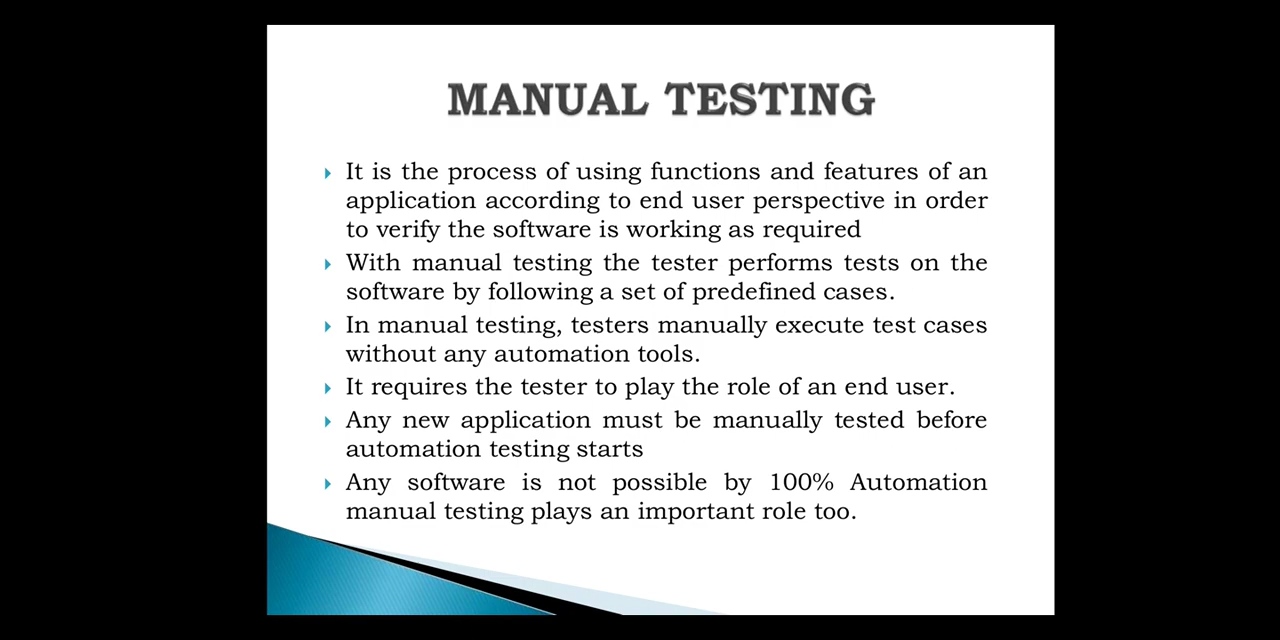 MANUAL TESTING
It is the process of using functions and features of an
application according to end user perspective in order
to verify the software is working as required
With manual testing the tester performs tests on the
software by following a set of predefined cases.
In manual testing, testers manually execute test cases
without any automation tools.
It requires the tester to play the role of an end user.
Any new application must be manually tested before
automation testing starts
Any software is not possible by 100% Automation
manual testing plays an important role too.